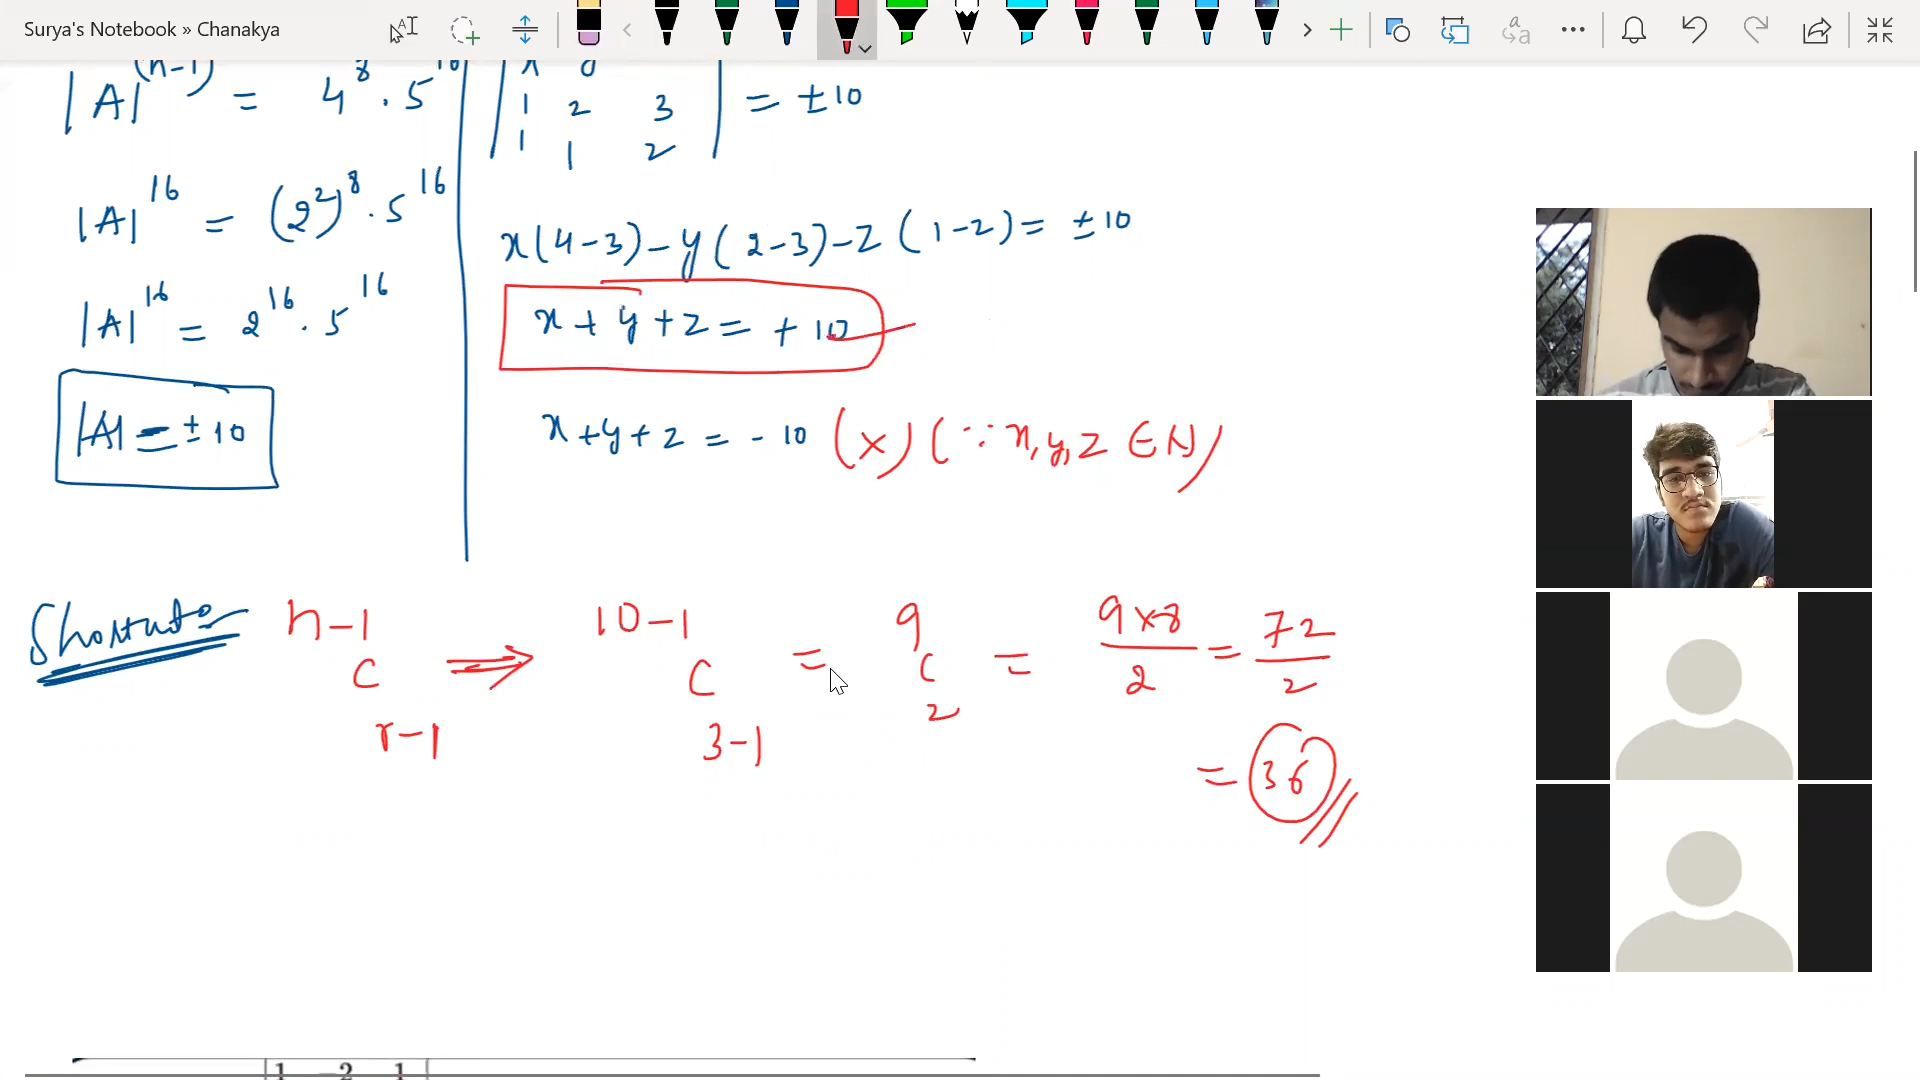 Surya's Notebook » Chanakya
|A|^(n-1) = 4^8 . 5^16
|A|^16 = (2^2)^8 . 5^16
|A|^16 = 2^16 . 5^16
|A| = ± 10
1 2 3 = ±10
1 1 2
x(4-3) - y(2-3) - z(1-2) = ±10
x + y + z = + 10
x + y + z = - 10 (x) (∵ x, y, z ∈ N)
Shortcut
n-1 C r-1 ⇒ 10-1 C 3-1 = 9 C 2 = 9x8/2 = 72/2
= 36
1 -2 1